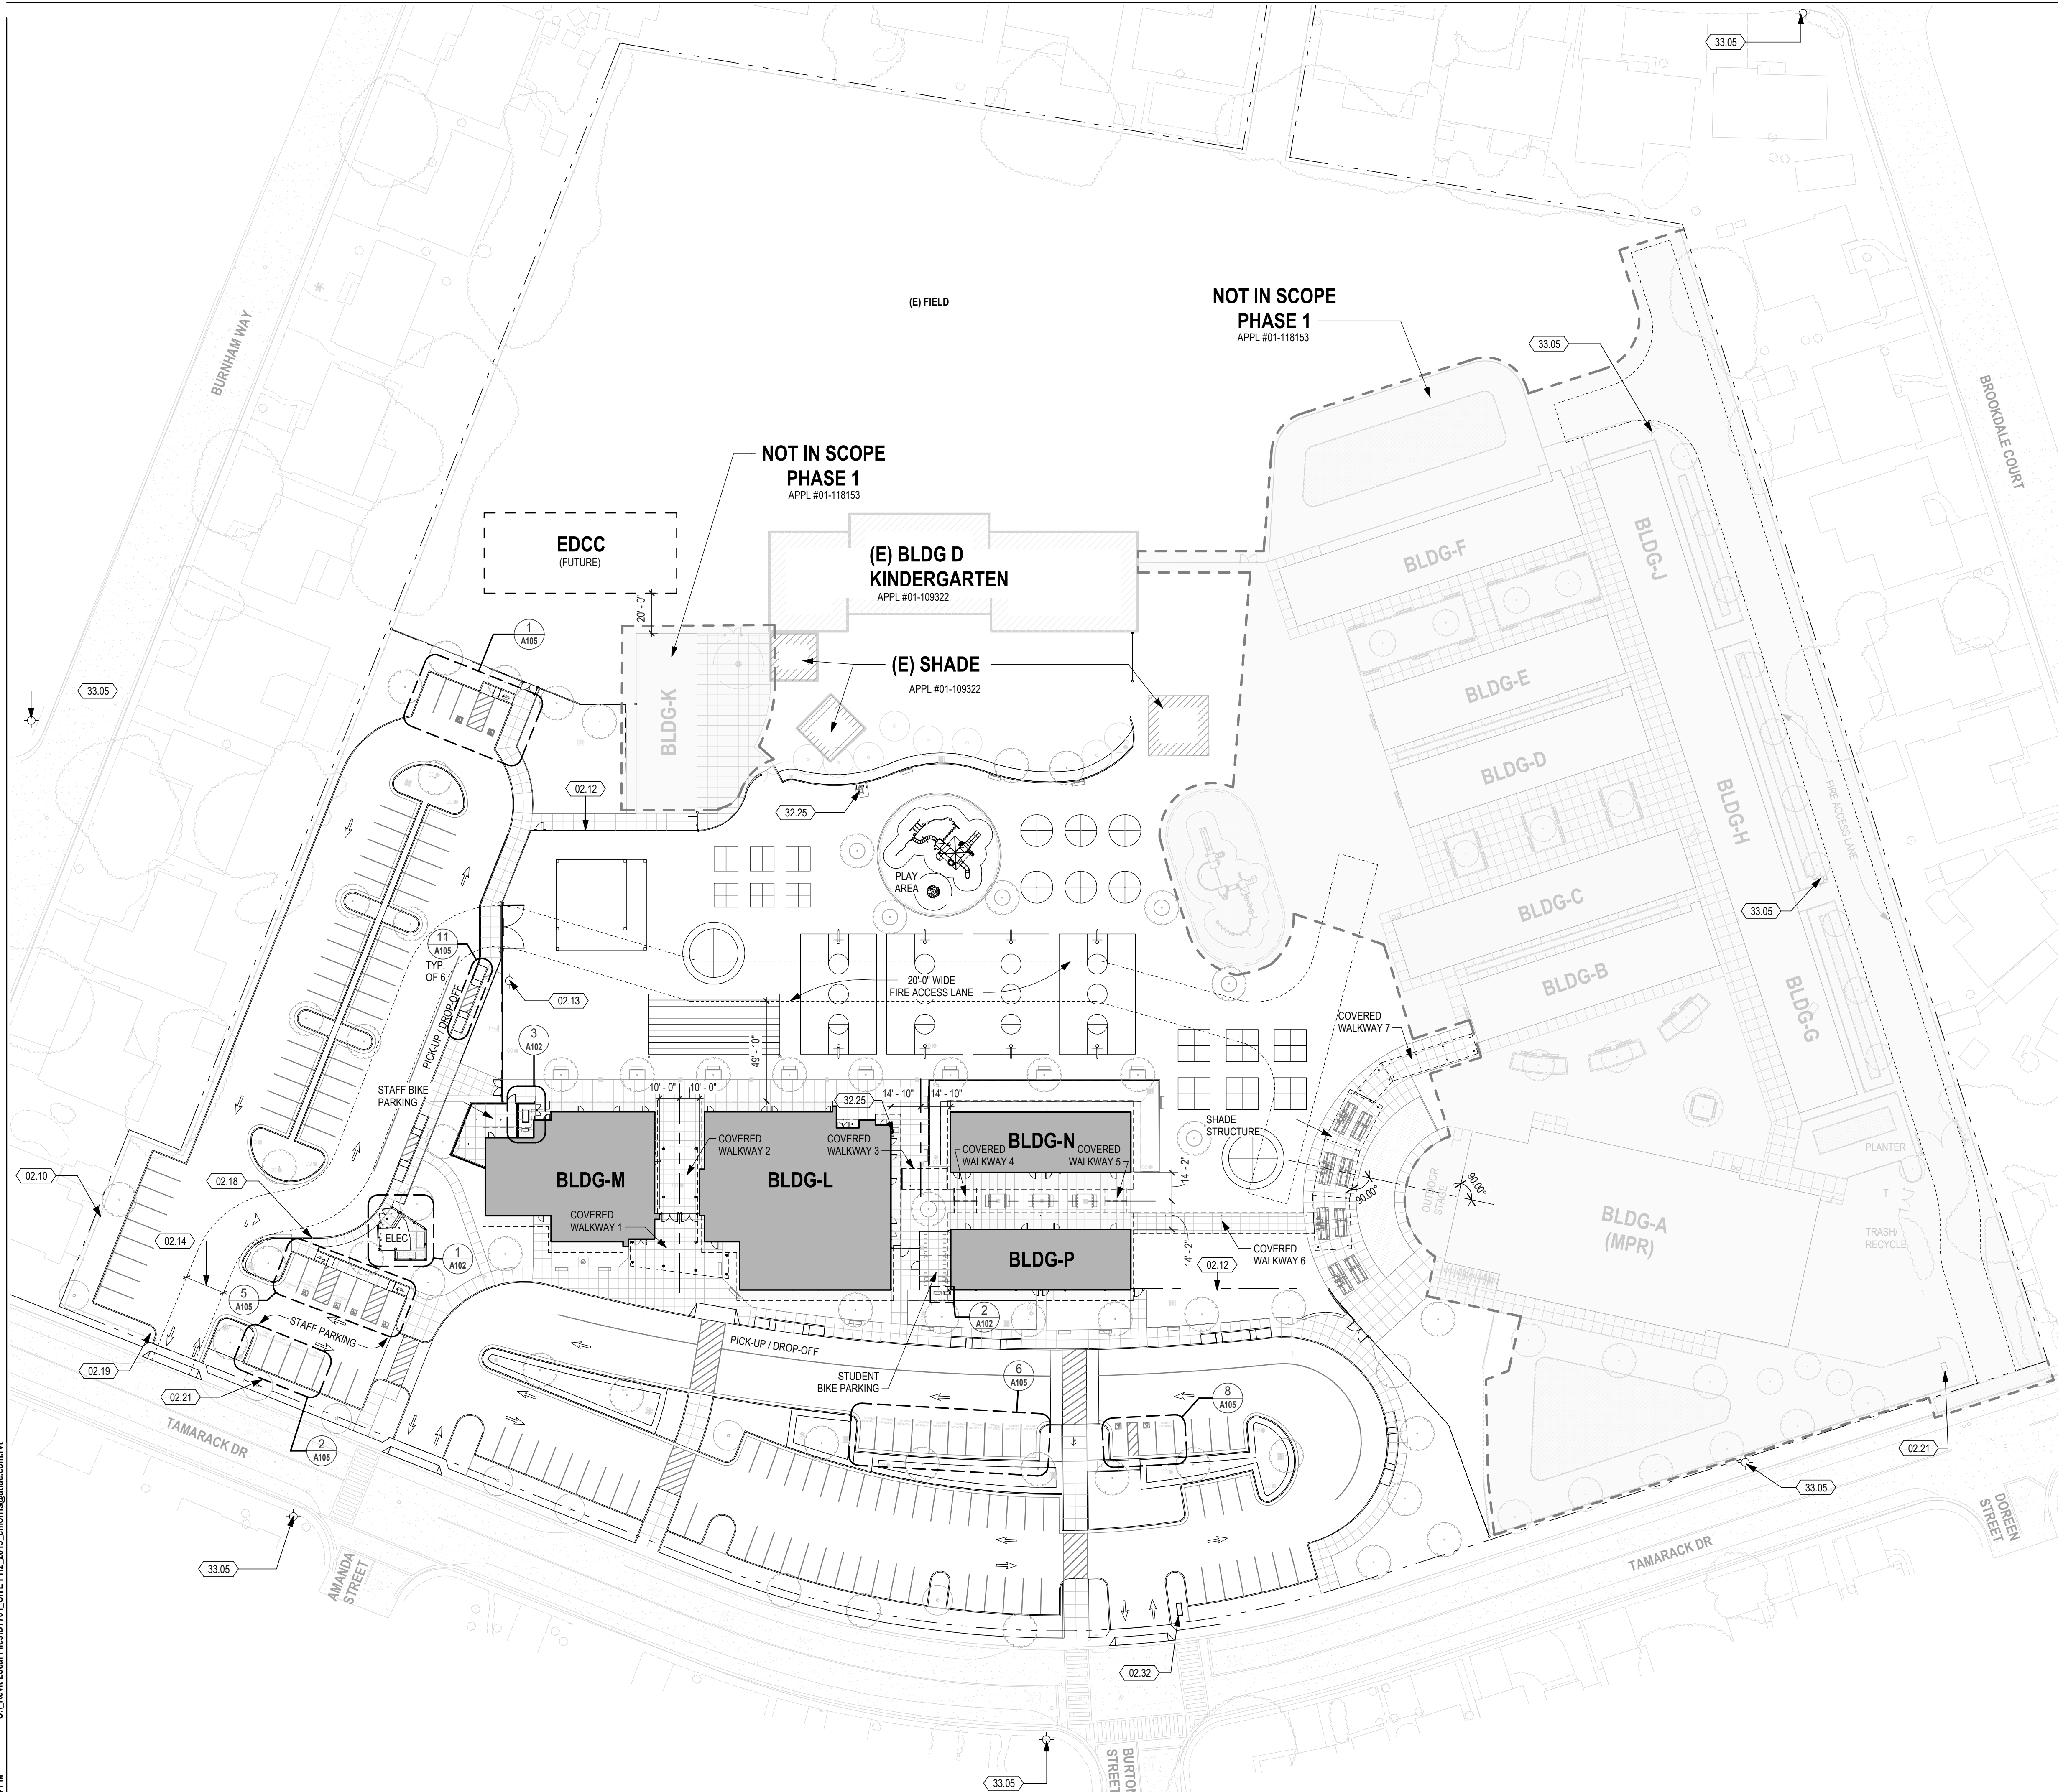 33.05
BURNHAM WAY
(E) FIELD
NOT IN SCOPE
PHASE 1
APPL #01-118153
33.05
BROOKDALE COURT
NOT IN SCOPE
PHASE 1
APPL #01-118153
EDCC
(FUTURE)
20' - 0"
(E) BLDG D
KINDERGARTEN
APPL #01-109322
BLDG-F
BLDG-J
1
A105
(E) SHADE
APPL #01-109322
33.05
BLDG-K
BLDG-E
BLDG-D
BLDG-H
FIRE ACCESS LANE
02.12
32.25
PLAY
AREA
BLDG-C
33.05
11
A105
TYP.
OF 6
PICK-UP / DROP-OFF
02.13
20'-0" WIDE
FIRE ACCESS LANE
BLDG-B
BLDG-G
3
A102
49' - 10"
COVERED
WALKWAY 7
STAFF BIKE
PARKING
10' - 0"
10' - 0"
14' - 10"
14' - 10"
32.25
SHADE
STRUCTURE
COVERED
WALKWAY 2
COVERED
WALKWAY 3
BLDG-N
COVERED
WALKWAY 4
COVERED
WALKWAY 5
14' - 2"
PLANTER
02.10
02.18
BLDG-M
BLDG-L
OUTDOOR
STAGE
90.00°
90.00°
T
COVERED
WALKWAY 1
BLDG-A
(MPR)
TRASH/
RECYCLE
02.14
ELEC
1
A102
BLDG-P
14' - 2"
COVERED
WALKWAY 6
02.12
5
A105
STAFF PARKING
2
A102
02.19
02.21
PICK-UP / DROP-OFF
STUDENT
BIKE PARKING
6
A105
8
A105
TAMARACK DR
2
A105
02.21
33.05
DOREEN
STREET
33.05
AMANDA
STREET
TAMARACK DR
02.32
33.05
BURTON
STREET